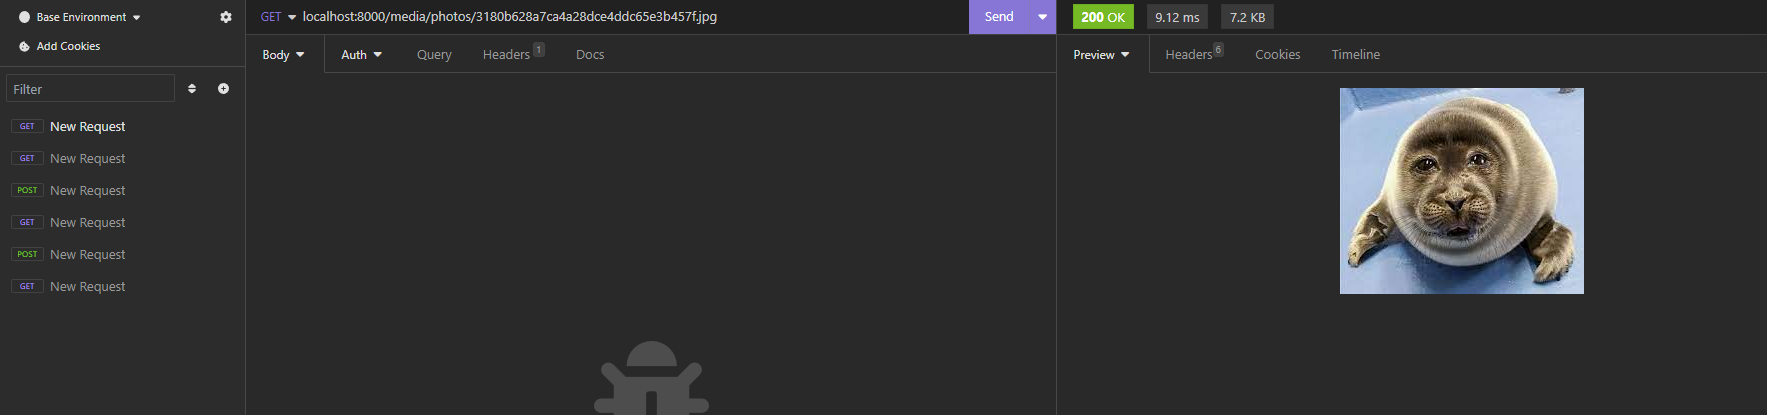 Base Environment
Add Cookies
Filter
GET New Request
GET New Request
POST New Request
GET New Request
POST New Request
GET New Request
GET localhost:8000/media/photos/3180b628a7ca4a28dce4ddc65e3b457f.jpg Send
Body Auth Query Headers 1 Docs
200 OK 9.12 ms 7.2 KB
Preview Headers 6 Cookies Timeline